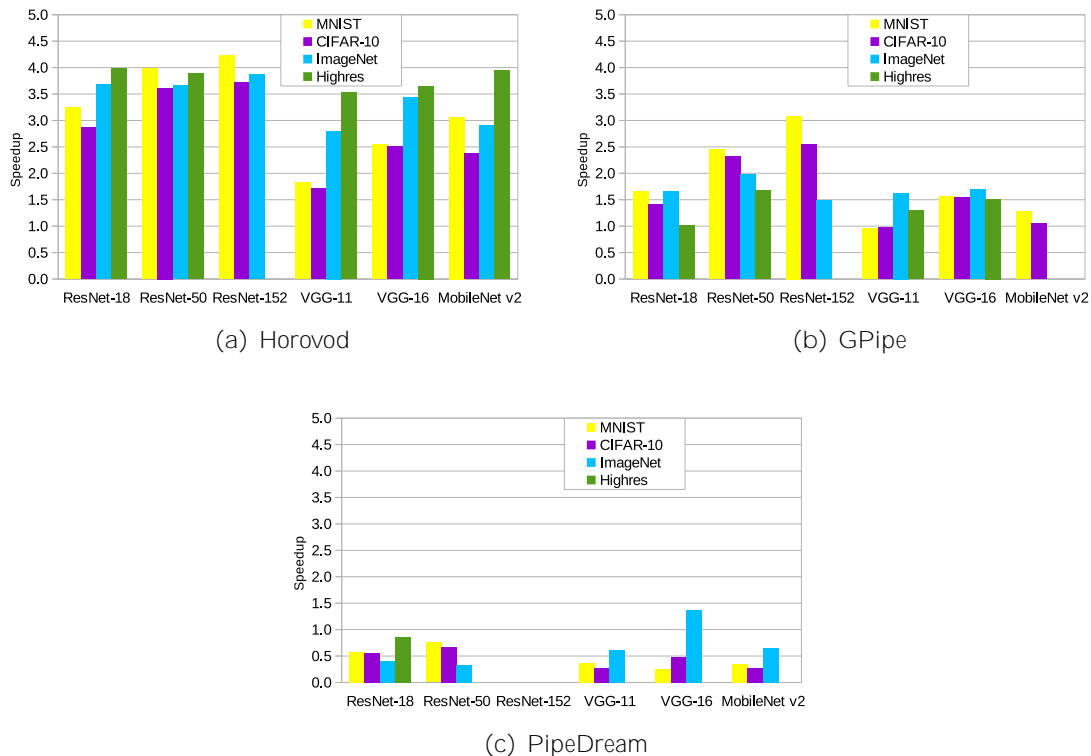 5.0
4.5
4.0
3.5
3.0
2.5
2.0
1.5
1.0
0.5
0.0
Speedup
MNIST
CIFAR-10
ImageNet
Highres
ResNet-18 ResNet-50 ResNet-152 VGG-11 VGG-16 MobileNet v2
(a) Horovod
5.0
4.5
4.0
3.5
3.0
2.5
2.0
1.5
1.0
0.5
0.0
Speedup
MNIST
CIFAR-10
ImageNet
Highres
ResNet-18 ResNet-50 ResNet-152 VGG-11 VGG-16 MobileNet v2
(b) GPipe
5.0
4.5
4.0
3.5
3.0
2.5
2.0
1.5
1.0
0.5
0.0
Speedup
MNIST
CIFAR-10
ImageNet
Highres
ResNet-18 ResNet-50 ResNet-152 VGG-11 VGG-16 MobileNet v2
(c) PipeDream